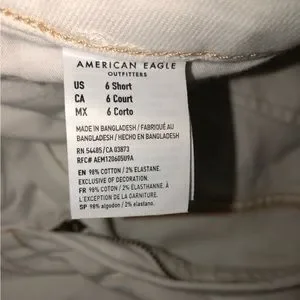 AMERICAN EAGLE
OUTFITTERS
US 6 Short
CA 6 Court
MX 6 Corto
MADE IN BANGLADESH / FABRIQUÉ AU
BANGLADESH / HECHO EN BANGLADESH
RN 54485/CA 03873
RFC# AEM120605U9A
EN 98% COTTON / 2% ELASTANE.
EXCLUSIVE OF DECORATION.
FR 98% COTON / 2% ÉLASTHANNE. À
L'EXCEPTION DE LA GARNITURE.
SP 98% algodon / 2% elastano.